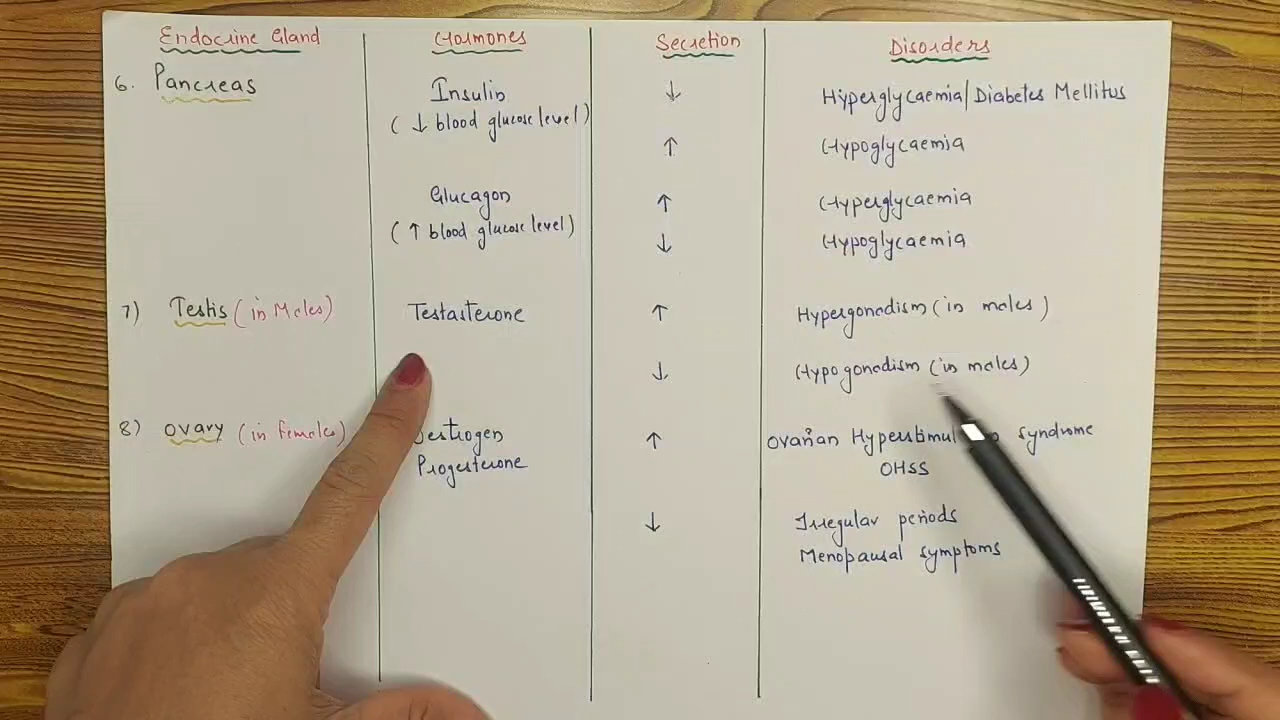 Endocrine Gland Hormones Secretion Disorders
6. Pancreas Insulin ↓ Hyperglycaemia/Diabetes Mellitus
(↓ blood glucose level)
↑ Hypoglycaemia
Glucagon ↑ Hyperglycaemia
(↑ blood glucose level) ↓ Hypoglycaemia
7) Testis (in Males) Testasterone ↑ Hypergonadism (in males)
↓ Hypogonadism (in males)
8) Ovary (in Females) Oestrogen ↑ Ovarian syndrome
Progesterone OHSS
↓ Irregular periods
Menopausal symptoms